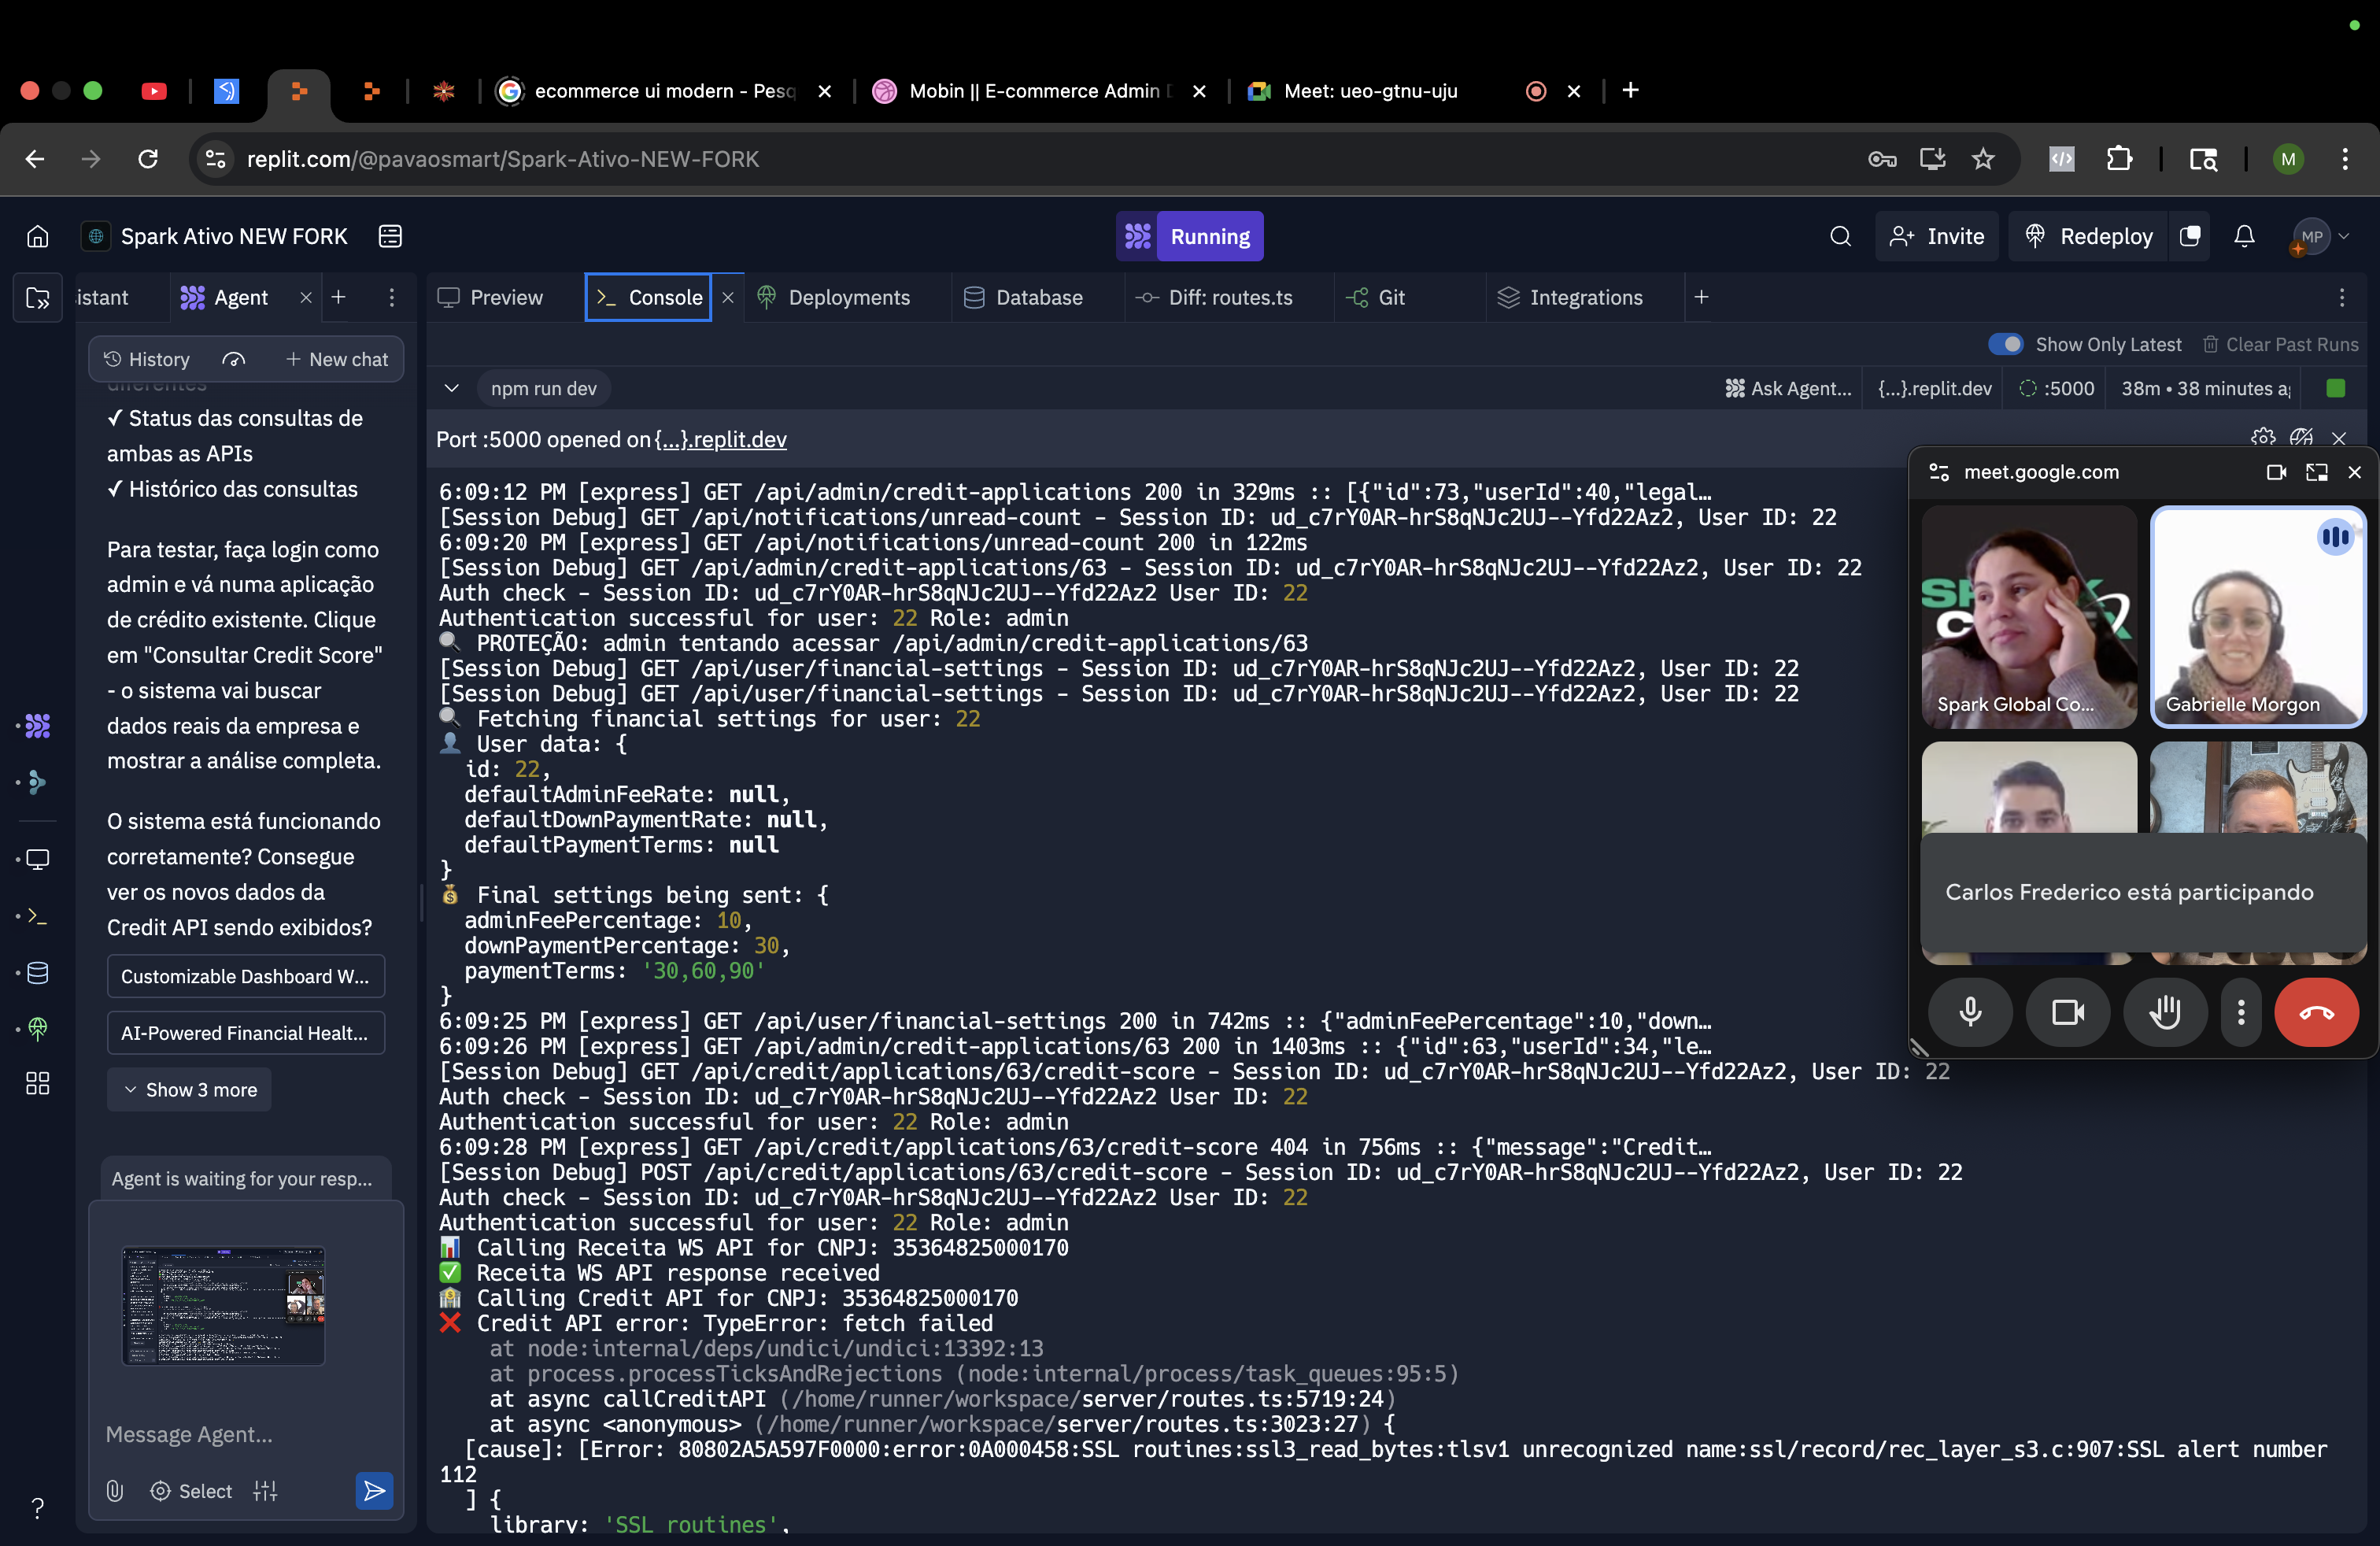 ecommerce ui modern - Pesq
Mobin || E-commerce Admin D
Meet: ueo-gtnu-uju
replit.com/@pavaosmart/Spark-Ativo-NEW-FORK
M
Spark Ativo NEW FORK
Running
Invite
Redeploy
MP
istant
Agent
Preview
Console
Deployments
Database
Diff: routes.ts
Git
Integrations
History
New chat
Show Only Latest
Clear Past Runs
npm run dev
Ask Agent...
{...}.replit.dev
:5000
38m • 38 minutes a
diferentes
✓ Status das consultas de
ambas as APIs
✓ Histórico das consultas
Para testar, faça login como
admin e vá numa aplicação
de crédito existente. Clique
em "Consultar Credit Score"
- o sistema vai buscar
dados reais da empresa e
mostrar a análise completa.
O sistema está funcionando
corretamente? Consegue
ver os novos dados da
Credit API sendo exibidos?
Customizable Dashboard W...
AI-Powered Financial Healt...
Show 3 more
Agent is waiting for your resp...
Message Agent...
Select
?
Port :5000 opened on {...}.replit.dev
6:09:12 PM [express] GET /api/admin/credit-applications 200 in 329ms :: [{"id":73,"userId":40,"legal…
[Session Debug] GET /api/notifications/unread-count - Session ID: ud_c7rY0AR-hrS8qNJc2UJ--Yfd22Az2, User ID: 22
6:09:20 PM [express] GET /api/notifications/unread-count 200 in 122ms
[Session Debug] GET /api/admin/credit-applications/63 - Session ID: ud_c7rY0AR-hrS8qNJc2UJ--Yfd22Az2, User ID: 22
Auth check - Session ID: ud_c7rY0AR-hrS8qNJc2UJ--Yfd22Az2 User ID: 22
Authentication successful for user: 22 Role: admin
🔍 PROTEÇÃO: admin tentando acessar /api/admin/credit-applications/63
[Session Debug] GET /api/user/financial-settings - Session ID: ud_c7rY0AR-hrS8qNJc2UJ--Yfd22Az2, User ID: 22
[Session Debug] GET /api/user/financial-settings - Session ID: ud_c7rY0AR-hrS8qNJc2UJ--Yfd22Az2, User ID: 22
🔍 Fetching financial settings for user: 22
👤 User data: {
id: 22,
defaultAdminFeeRate: null,
defaultDownPaymentRate: null,
defaultPaymentTerms: null
}
💰 Final settings being sent: {
adminFeePercentage: 10,
downPaymentPercentage: 30,
paymentTerms: '30,60,90'
}
6:09:25 PM [express] GET /api/user/financial-settings 200 in 742ms :: {"adminFeePercentage":10,"down…
6:09:26 PM [express] GET /api/admin/credit-applications/63 200 in 1403ms :: {"id":63,"userId":34,"le…
[Session Debug] GET /api/credit/applications/63/credit-score - Session ID: ud_c7rY0AR-hrS8qNJc2UJ--Yfd22Az2, User ID: 22
Auth check - Session ID: ud_c7rY0AR-hrS8qNJc2UJ--Yfd22Az2 User ID: 22
Authentication successful for user: 22 Role: admin
6:09:28 PM [express] GET /api/credit/applications/63/credit-score 404 in 756ms :: {"message":"Credit…
[Session Debug] POST /api/credit/applications/63/credit-score - Session ID: ud_c7rY0AR-hrS8qNJc2UJ--Yfd22Az2, User ID: 22
Auth check - Session ID: ud_c7rY0AR-hrS8qNJc2UJ--Yfd22Az2 User ID: 22
Authentication successful for user: 22 Role: admin
📊 Calling Receita WS API for CNPJ: 35364825000170
✅ Receita WS API response received
🏦 Calling Credit API for CNPJ: 35364825000170
❌ Credit API error: TypeError: fetch failed
at node:internal/deps/undici/undici:13392:13
at process.processTicksAndRejections (node:internal/process/task_queues:95:5)
at async callCreditAPI (/home/runner/workspace/server/routes.ts:5719:24)
at async <anonymous> (/home/runner/workspace/server/routes.ts:3023:27) {
[cause]: [Error: 80802A5A597F0000:error:0A000458:SSL routines:ssl3_read_bytes:tlsv1 unrecognized name:ssl/record/rec_layer_s3.c:907:SSL alert number
112
] {
library: 'SSL routines',
meet.google.com
Spark Global Co...
Gabrielle Morgon
Carlos Frederico está participando